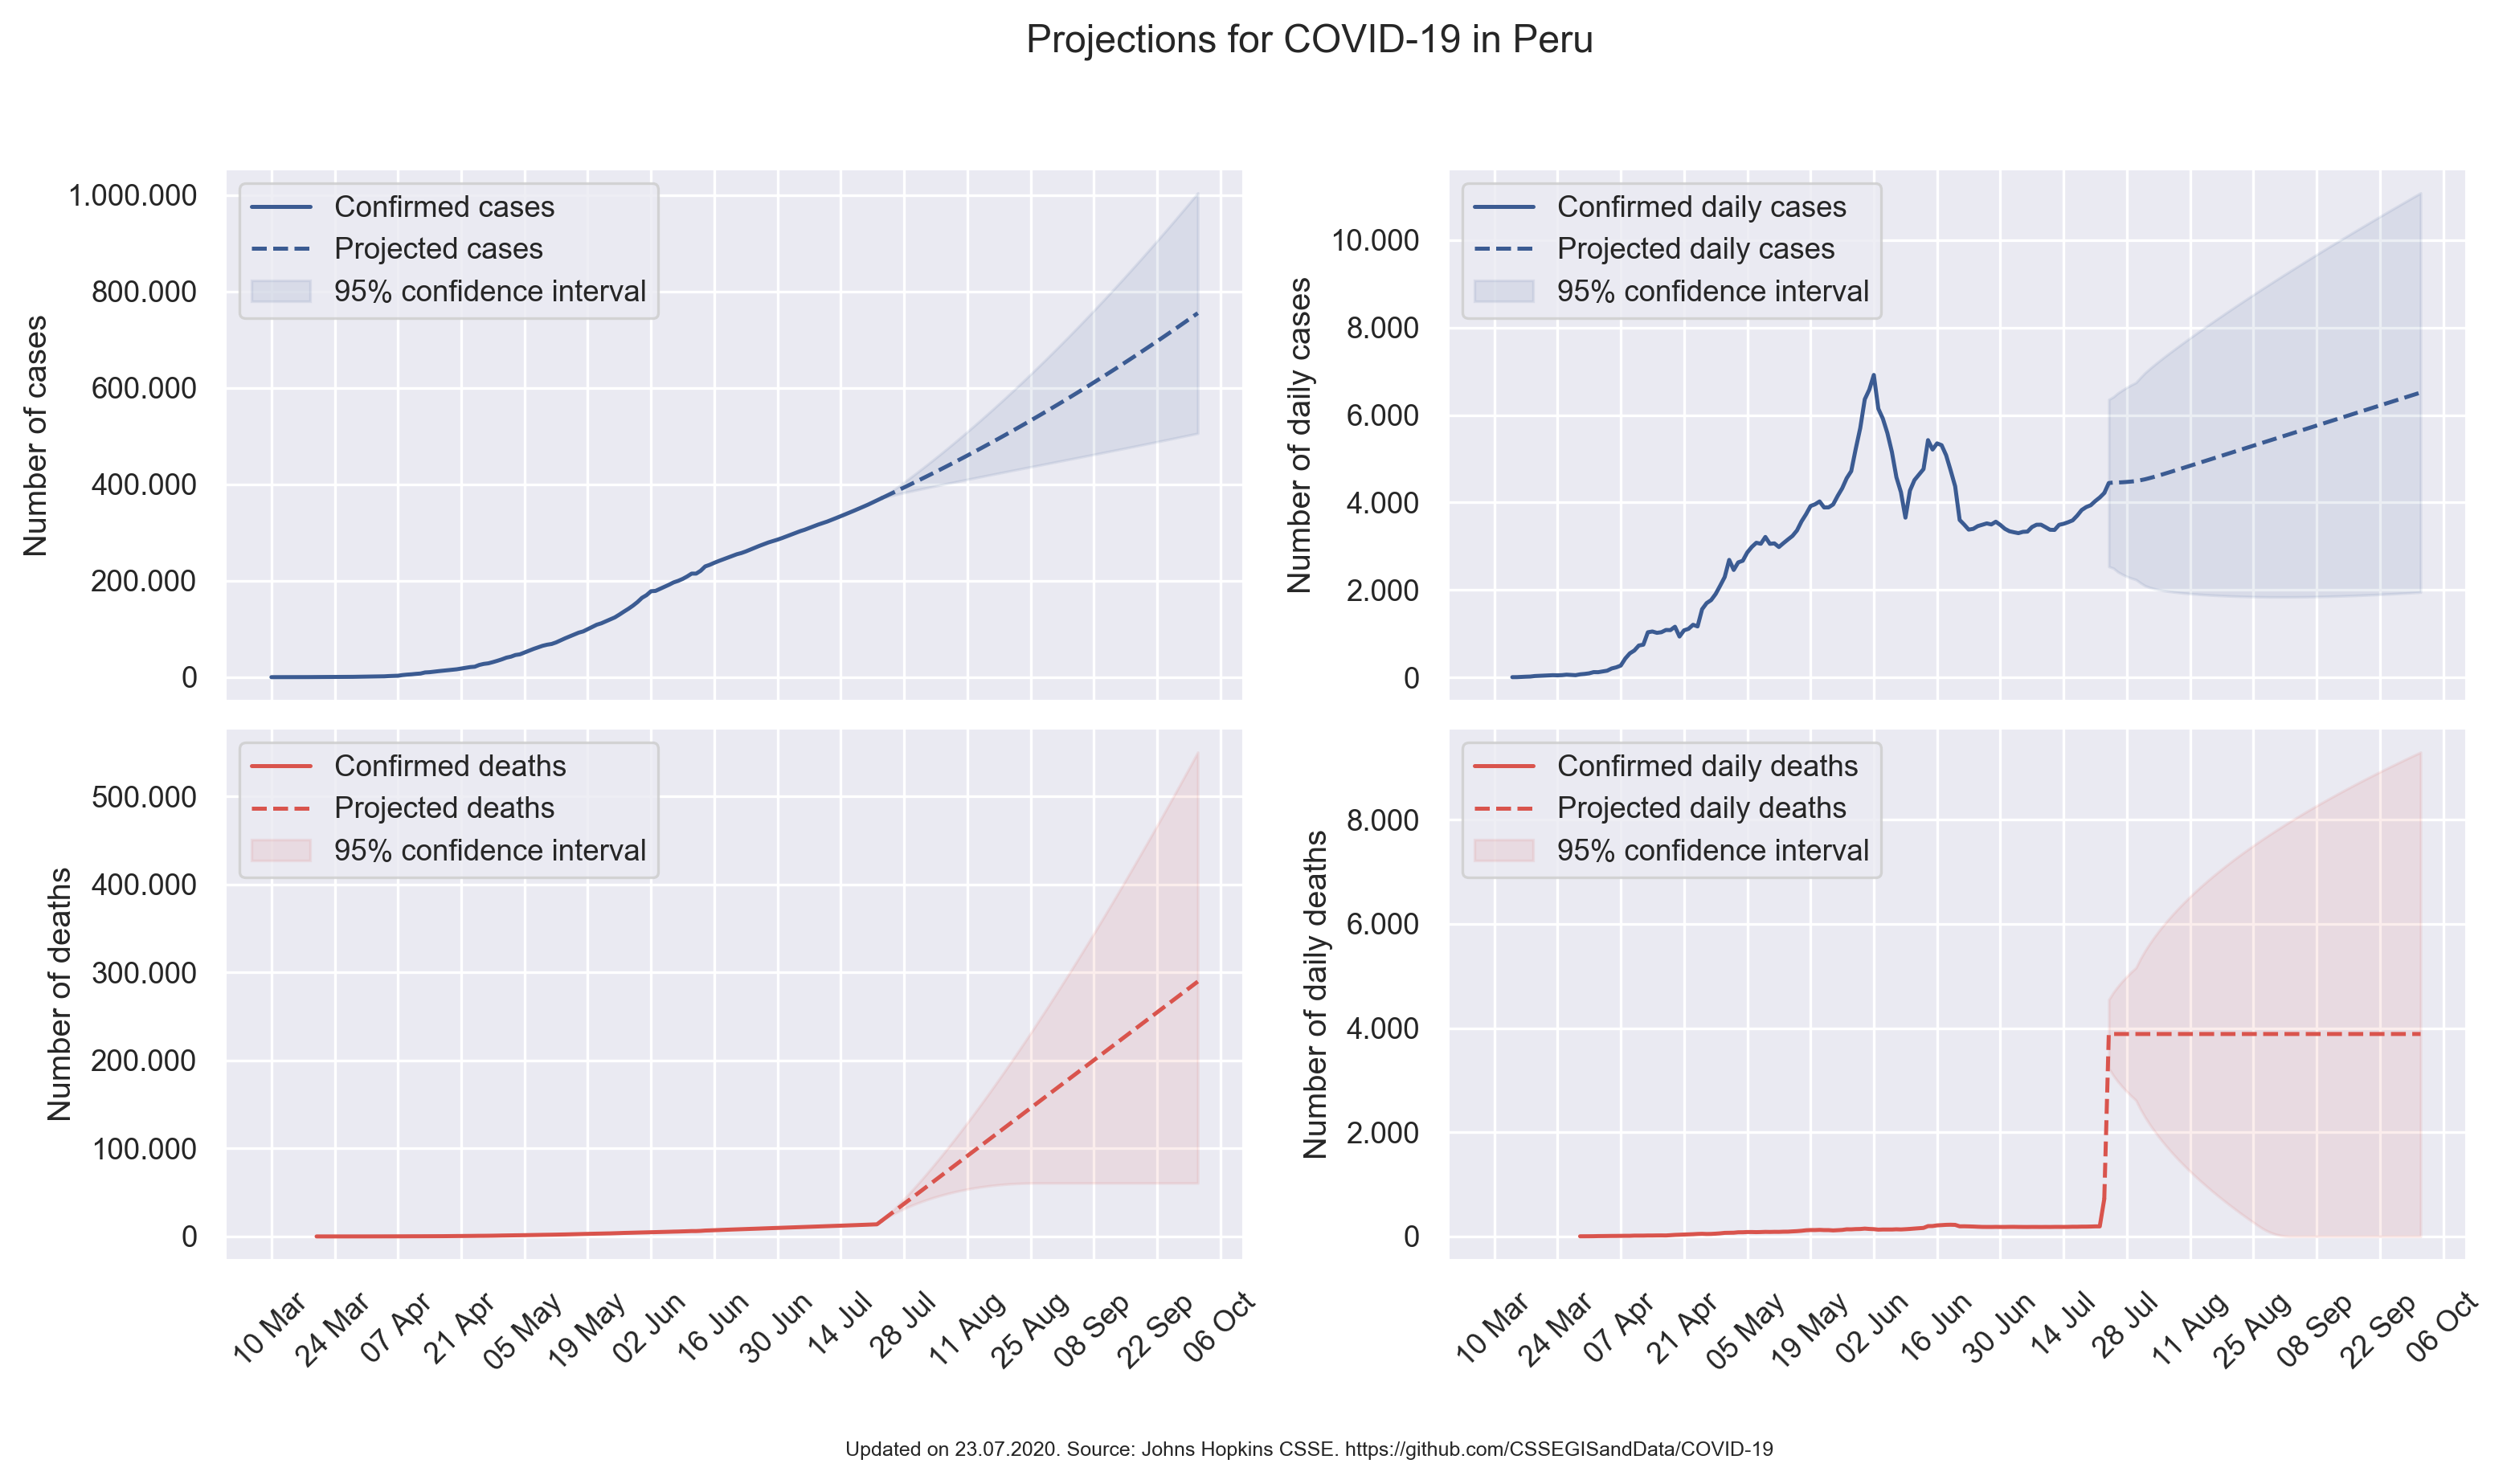 Projections for COVID-19 in Peru
Number of cases
1.000.000
800.000
600.000
400.000
200.000
0
Confirmed cases
Projected cases
95% confidence interval
Number of daily cases
10.000
8.000
6.000
4.000
2.000
0
Confirmed daily cases
Projected daily cases
95% confidence interval
Number of deaths
500.000
400.000
300.000
200.000
100.000
0
Confirmed deaths
Projected deaths
95% confidence interval
10 Mar
24 Mar
07 Apr
21 Apr
05 May
19 May
02 Jun
16 Jun
30 Jun
14 Jul
28 Jul
11 Aug
25 Aug
08 Sep
22 Sep
06 Oct
Number of daily deaths
8.000
6.000
4.000
2.000
0
Confirmed daily deaths
Projected daily deaths
95% confidence interval
10 Mar
24 Mar
07 Apr
21 Apr
05 May
19 May
02 Jun
16 Jun
30 Jun
14 Jul
28 Jul
11 Aug
25 Aug
08 Sep
22 Sep
06 Oct
Updated on 23.07.2020. Source: Johns Hopkins CSSE. https://github.com/CSSEGISandData/COVID-19